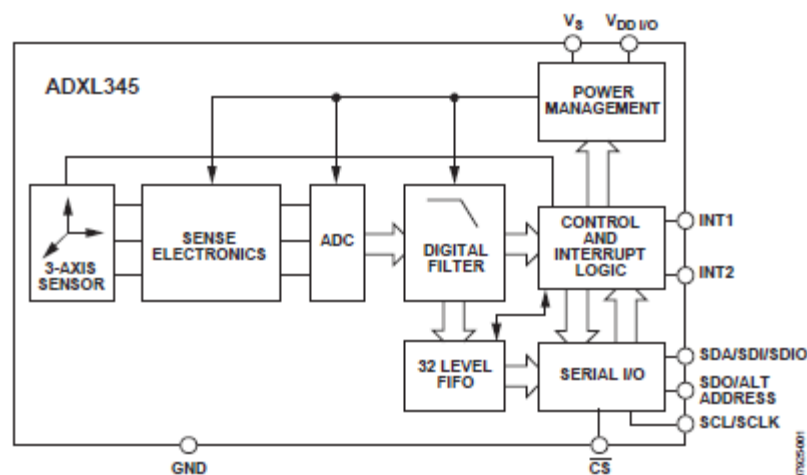 VS
VDD I/O
ADXL345
POWER
MANAGEMENT
3-AXIS
SENSOR
SENSE
ELECTRONICS
ADC
DIGITAL
FILTER
CONTROL
AND
INTERRUPT
LOGIC
INT1
INT2
32 LEVEL
FIFO
SERIAL I/O
SDA/SDI/SDIO
SDO/ALT
ADDRESS
SCL/SCLK
GND
CS